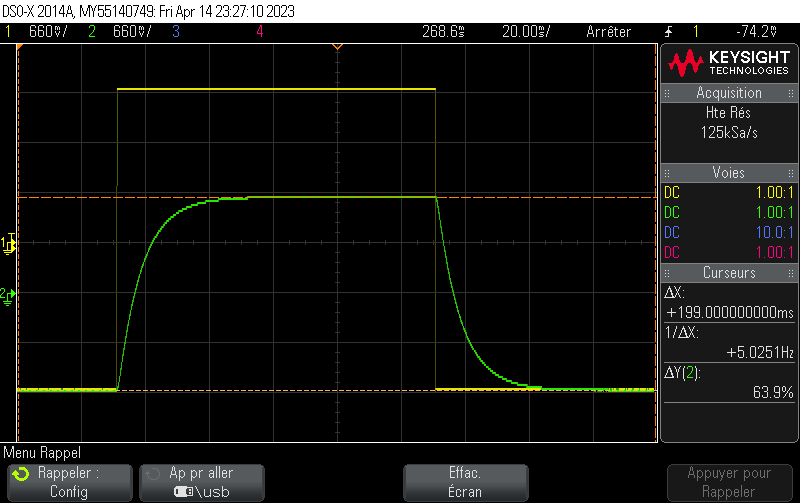 DSO-X 2014A, MY55140749: Fri Apr 14 23:27:10 2023
1 660mV/ 2 660mV/ 3 4 268.6ms 20.00ms/ Arrêter 1 -74.2mV
KEYSIGHT
TECHNOLOGIES
Acquisition
Hte Rés
125kSa/s
Voies
DC 1.00:1
DC 1.00:1
DC 10.0:1
DC 1.00:1
Curseurs
ΔX:
+199.000000000ms
1/ΔX:
+5.0251Hz
ΔY(2):
63.9%
T
1
2
Menu Rappel
Rappeler :
Config
Ap pr aller
\usb
Effac.
Écran
Appuyer pour
Rappeler